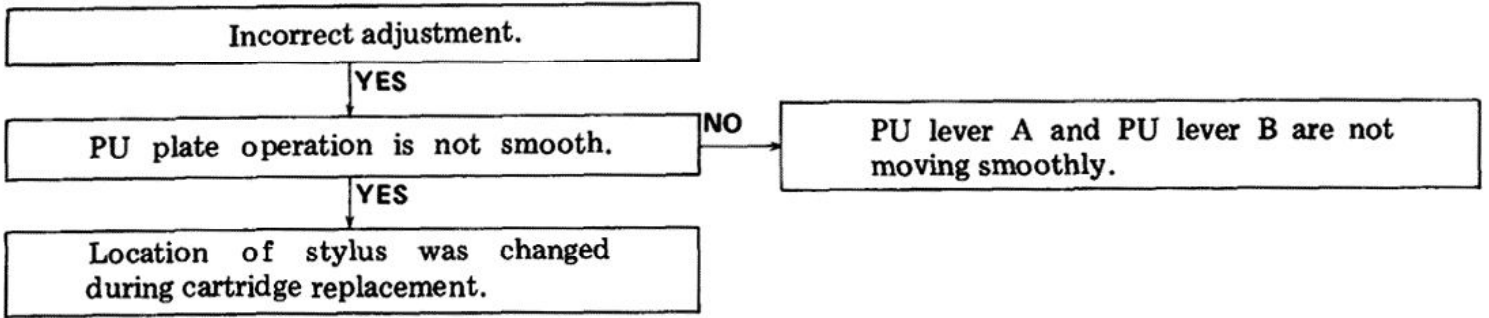 Incorrect adjustment.
YES
PU plate operation is not smooth.
NO
PU lever A and PU lever B are not
moving smoothly.
YES
Location of stylus was changed
during cartridge replacement.